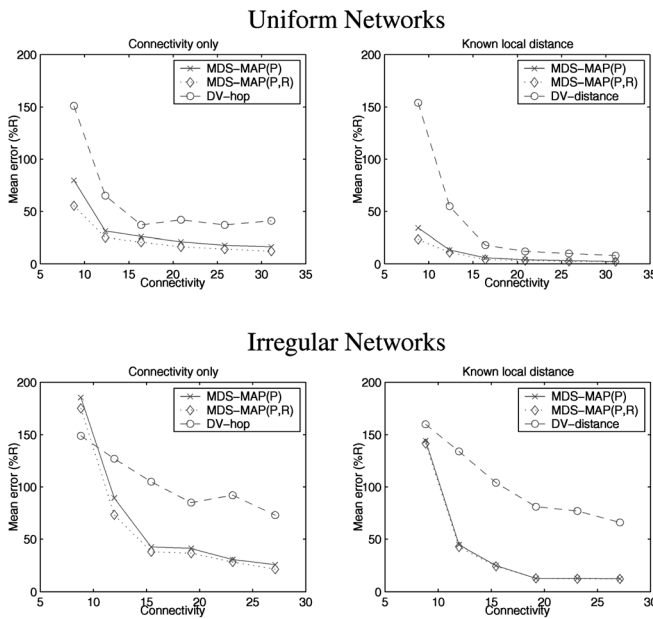 Uniform Networks
Connectivity only
Known local distance
200
150
100
50
0
Mean error (%R)
MDS−MAP(P)
MDS−MAP(P,R)
DV−hop
5 10 15 20 25 30 35
Connectivity
200
150
100
50
0
Mean error (%R)
MDS−MAP(P)
MDS−MAP(P,R)
DV−distance
5 10 15 20 25 30 35
Connectivity
Irregular Networks
Connectivity only
Known local distance
200
150
100
50
0
Mean error (%R)
MDS−MAP(P)
MDS−MAP(P,R)
DV−hop
5 10 15 20 25 30
Connectivity
200
150
100
50
0
Mean error (%R)
MDS−MAP(P)
MDS−MAP(P,R)
DV−distance
5 10 15 20 25 30
Connectivity